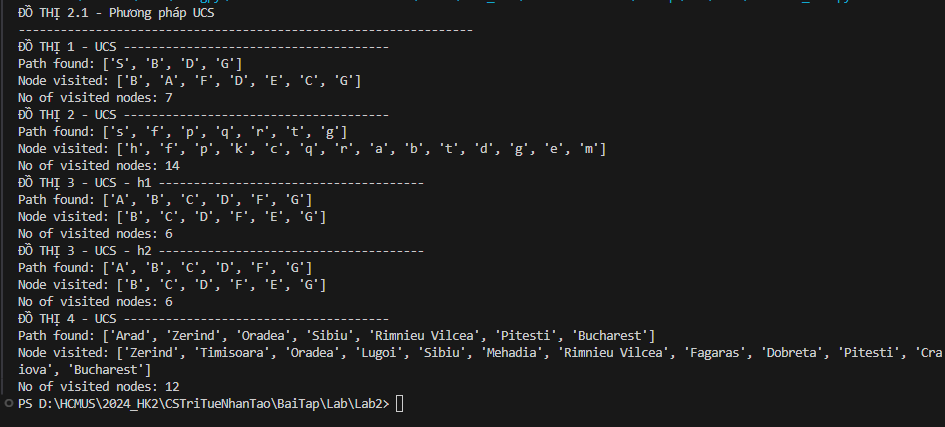 ĐỒ THỊ 2.1 - Phương pháp UCS
-----------------------------------------------------------------
ĐỒ THỊ 1 - UCS --------------------------------------
Path found: ['S', 'B', 'D', 'G']
Node visited: ['B', 'A', 'F', 'D', 'E', 'C', 'G']
No of visited nodes: 7
ĐỒ THỊ 2 - UCS --------------------------------------
Path found: ['s', 'f', 'p', 'q', 'r', 't', 'g']
Node visited: ['h', 'f', 'p', 'k', 'c', 'q', 'r', 'a', 'b', 't', 'd', 'g', 'e', 'm']
No of visited nodes: 14
ĐỒ THỊ 3 - UCS - h1 --------------------------------------
Path found: ['A', 'B', 'C', 'D', 'F', 'G']
Node visited: ['B', 'C', 'D', 'F', 'E', 'G']
No of visited nodes: 6
ĐỒ THỊ 3 - UCS - h2 --------------------------------------
Path found: ['A', 'B', 'C', 'D', 'F', 'G']
Node visited: ['B', 'C', 'D', 'F', 'E', 'G']
No of visited nodes: 6
ĐỒ THỊ 4 - UCS --------------------------------------
Path found: ['Arad', 'Zerind', 'Oradea', 'Sibiu', 'Rimnieu Vilcea', 'Pitesti', 'Bucharest']
Node visited: ['Zerind', 'Timisoara', 'Oradea', 'Lugoi', 'Sibiu', 'Mehadia', 'Rimnieu Vilcea', 'Fagaras', 'Dobreta', 'Pitesti', 'Cra
iova', 'Bucharest']
No of visited nodes: 12
PS D:\HCMUS\2024_HK2\CSTriTueNhanTao\BaiTap\Lab\Lab2>